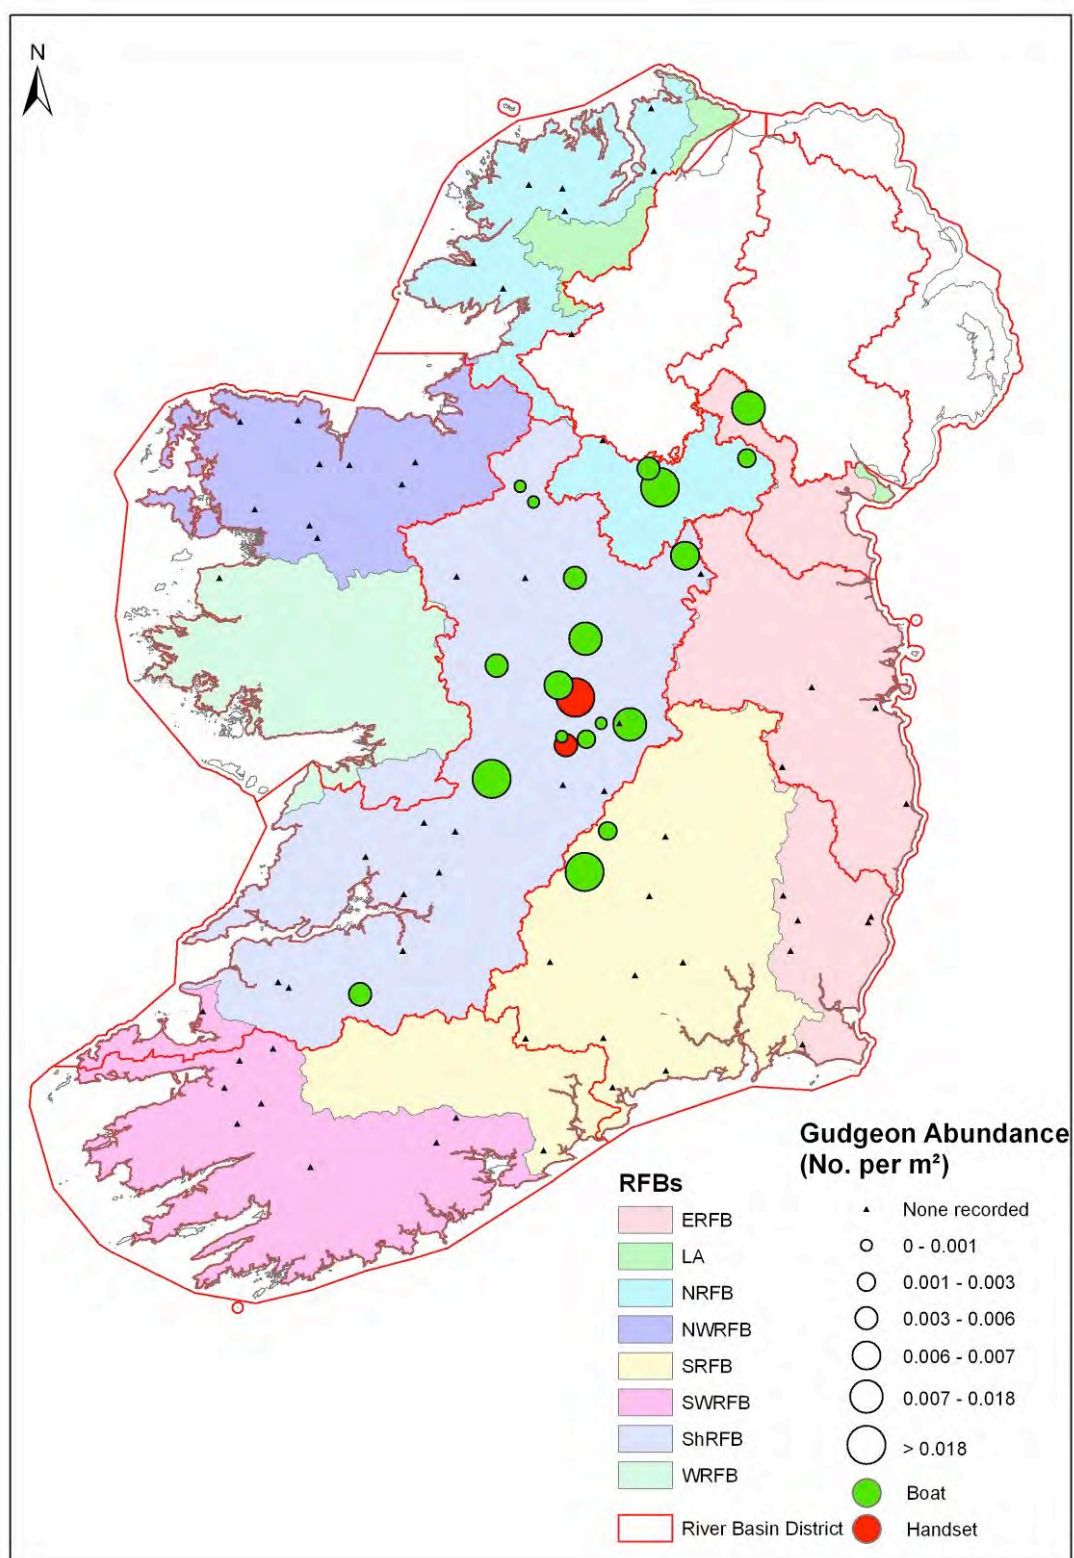 N
Gudgeon Abundance
(No. per m²)
RFBs
ERFB
LA
NRFB
NWRFB
SRFB
SWRFB
ShRFB
WRFB
River Basin District
None recorded
0 - 0.001
0.001 - 0.003
0.003 - 0.006
0.006 - 0.007
0.007 - 0.018
> 0.018
Boat
Handset